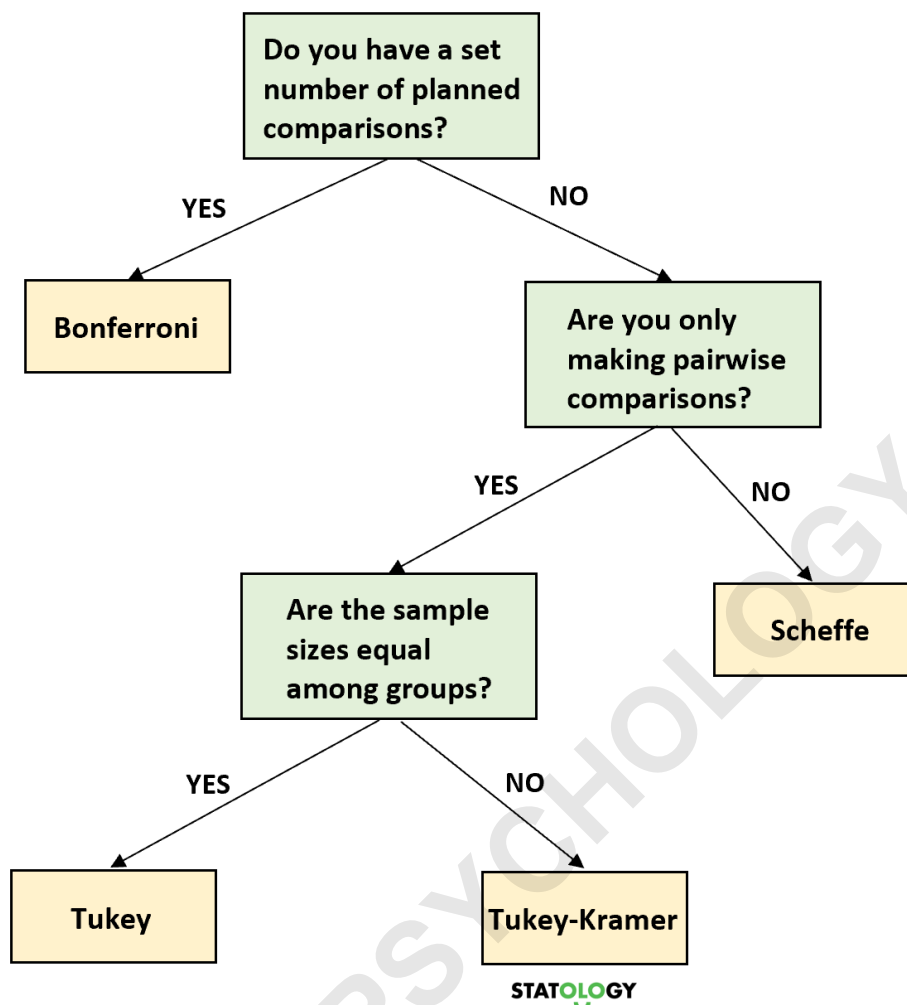 Do you have a set
number of planned
comparisons?
YES
NO
Bonferroni
Are you only
making pairwise
comparisons?
YES
NO
Are the sample
sizes equal
among groups?
Scheffe
YES
NO
Tukey
Tukey-Kramer
PSYCHOLOGY
STATOLOGY